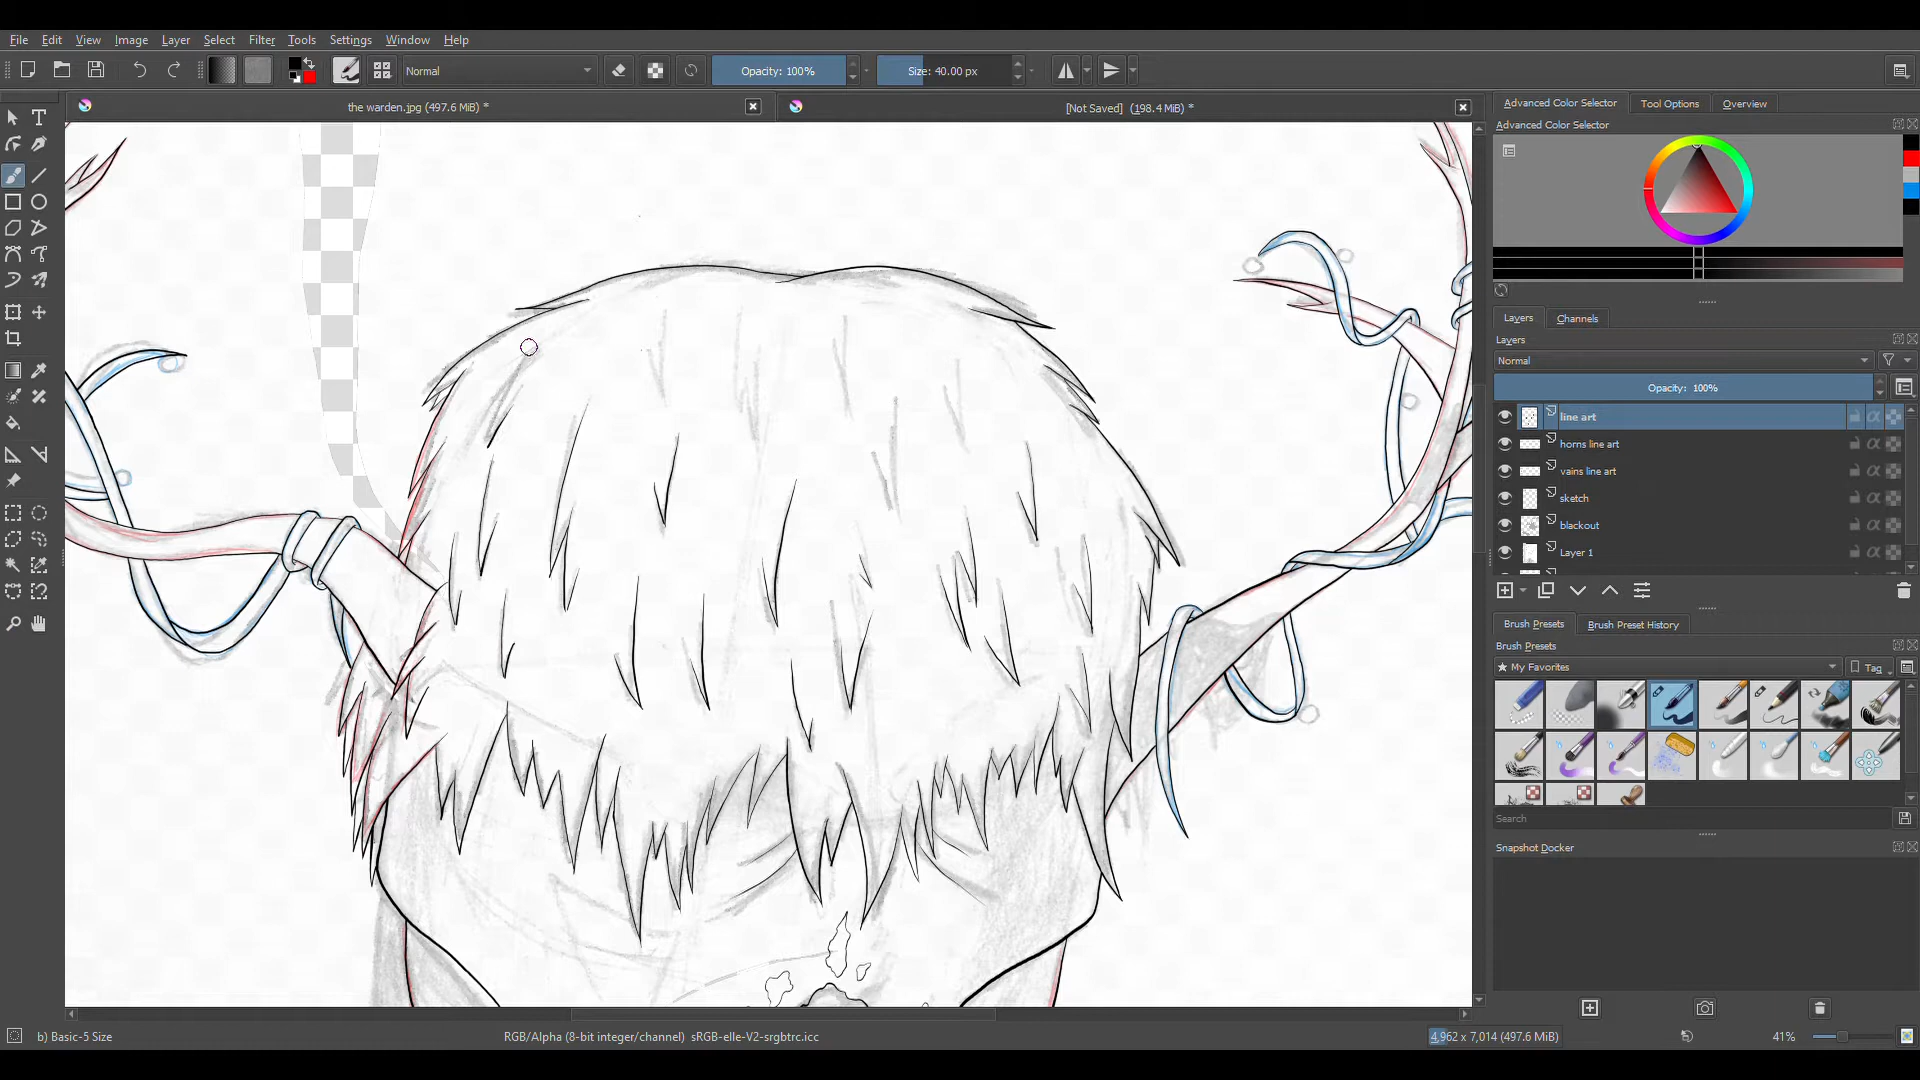 File Edit View Image Layer Select Filter Tools Settings Window Help
Normal Opacity: 100% Size: 40.00 px
the warden.jpg (497.6 MiB) * [Not Saved] (198.4 MiB) *
Advanced Color Selector Tool Options Overview
Advanced Color Selector
Layers Channels
Layers
Normal
Opacity: 100%
line art
horns line art
vains line art
sketch
blackout
Layer 1
Brush Presets Brush Preset History
Brush Presets
My Favorites Tag
Search
Snapshot Docker
b) Basic-5 Size RGB/Alpha (8-bit integer/channel) sRGB-elle-V2-srgbtrc.icc 4,962 x 7,014 (497.6 MiB) 41%